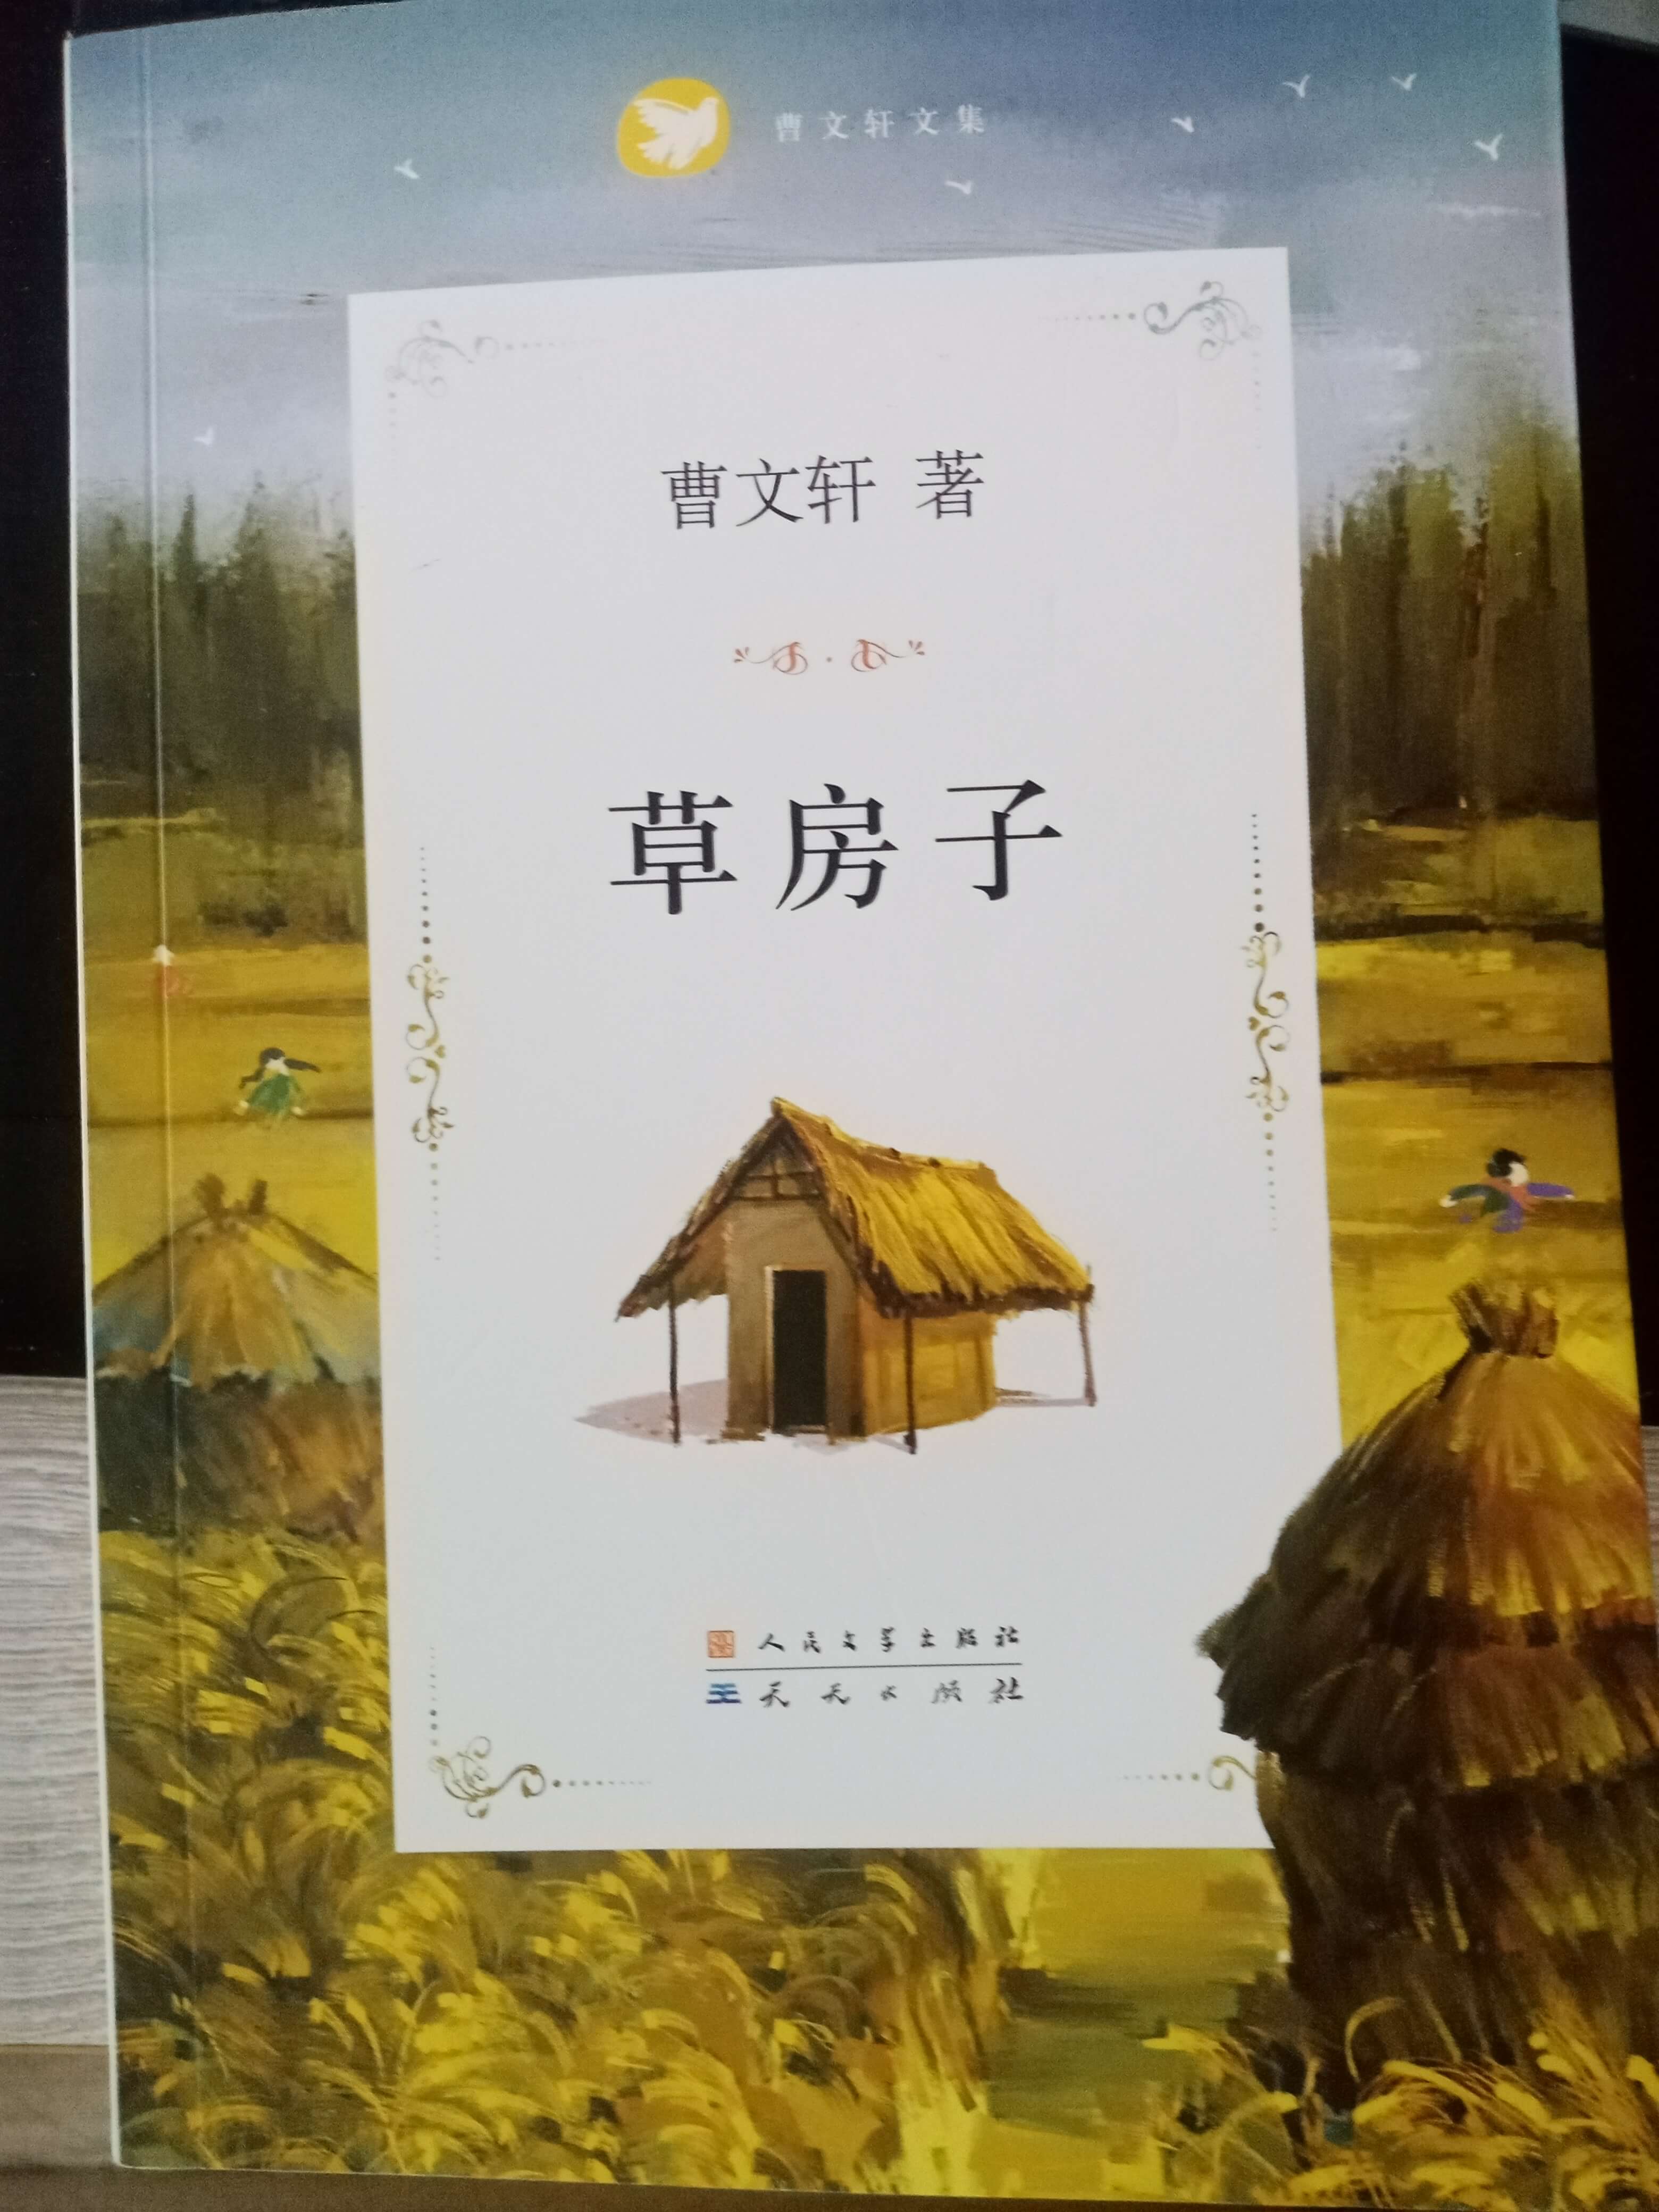 曹文轩文集
曹文轩 著
草房子
人民文学出版社
天天出版社